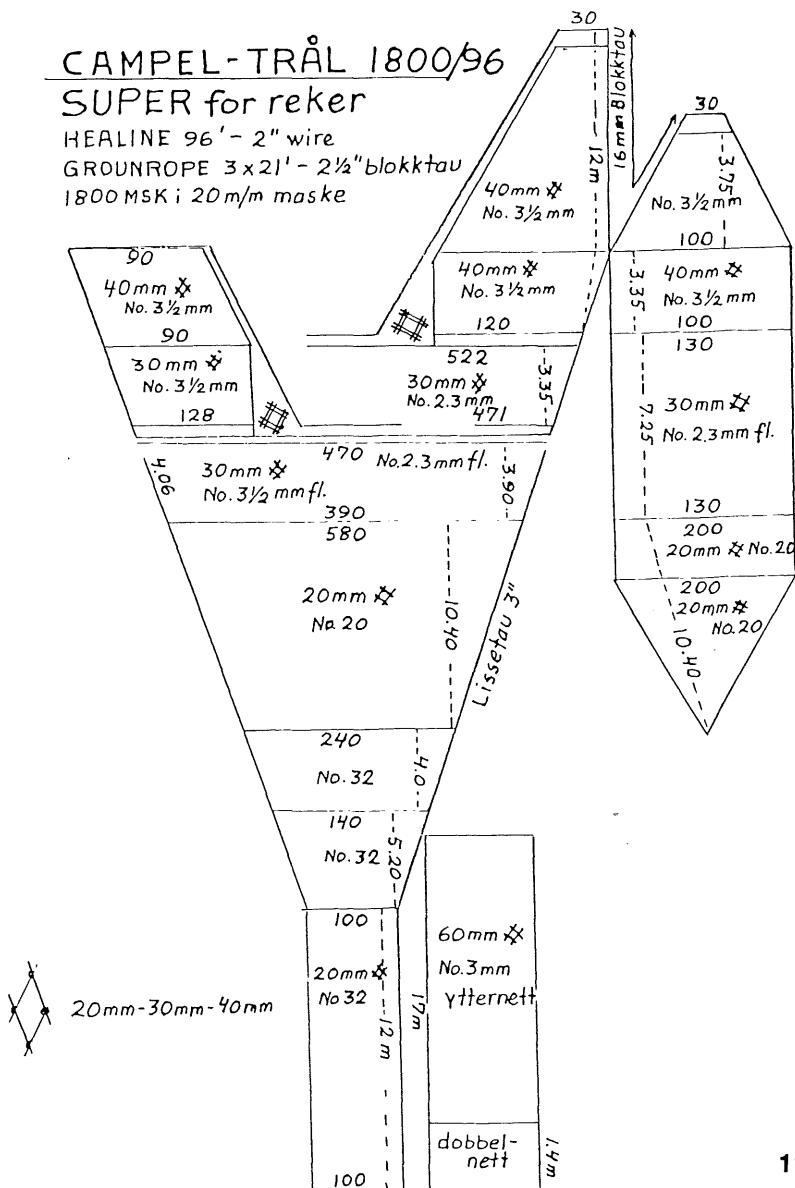 CAMPEL-TRÅL 1800/96
SUPER for reker
HEALINE 96' - 2" wire
GROUNROPE 3 x 21' - 2½" blokktau
1800 MSK i 20 m/m maske
30
12m
16mm Blokktau
40mm
No. 3½ mm
40mm
No. 3½ mm
120
30
3.75
No. 3½ mm
100
3.35
40mm
No. 3½ mm
100
130
7.25
30mm
No. 2.3 mm fl.
130
200
20mm No.20
200
20mm
No.20
10.40
90
40mm
No. 3½ mm
90
30mm
No. 3½ mm
128
522
30mm
No. 2.3 mm
471
3.35
470 No. 2.3 mm fl.
4.06
30mm
No. 3½ mm fl.
3.90
390
580
20mm
No. 20
10.40
Lissetau 3"
240
No. 32
4.0
140
No. 32
5.20
100
20mm
No 32
12 m
17m
100
60mm
No. 3mm
yttернett
dobbel-
nett
1.4m
20mm-30mm-40mm
1